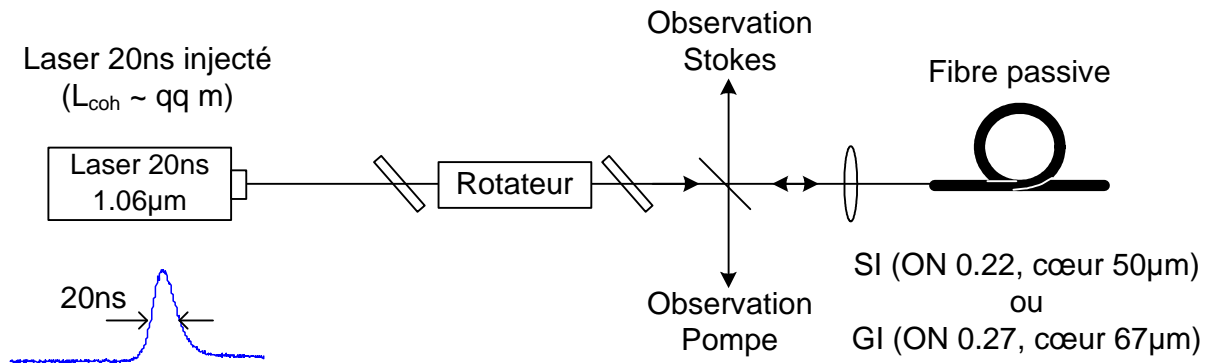 Laser 20ns injecté
(Lcoh ~ qq m)
Laser 20ns
1.06µm
20ns
Rotateur
Observation
Stokes
Observation
Pompe
Fibre passive
SI (ON 0.22, cœur 50µm)
ou
GI (ON 0.27, cœur 67µm)